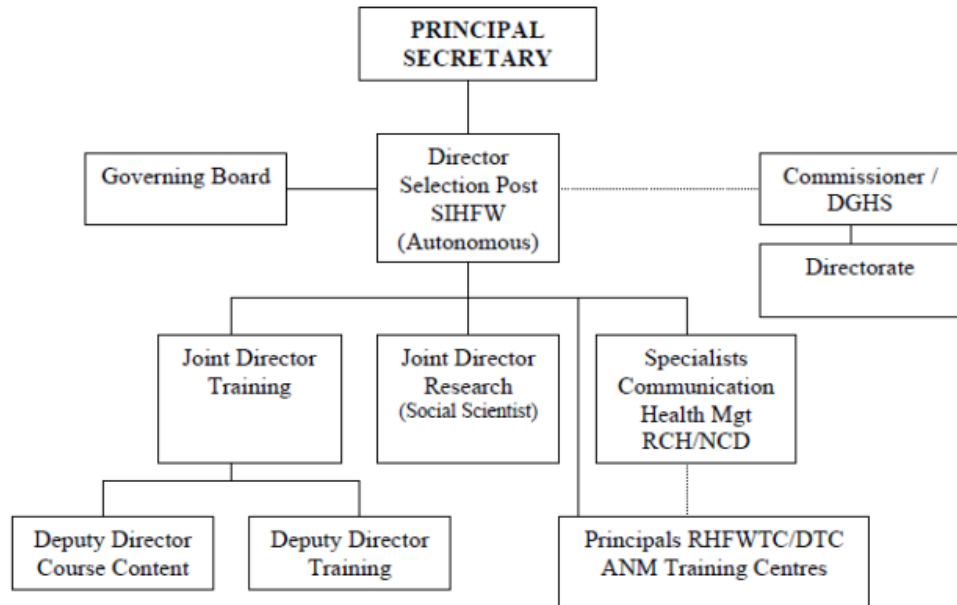 PRINCIPAL
SECRETARY
Governing Board
Director
Selection Post
SIHFW
(Autonomous)
Commissioner /
DGHS
Directorate
Joint Director
Training
Joint Director
Research
(Social Scientist)
Specialists
Communication
Health Mgt
RCH/NCD
Deputy Director
Course Content
Deputy Director
Training
Principals RHFWTC/DTC
ANM Training Centres